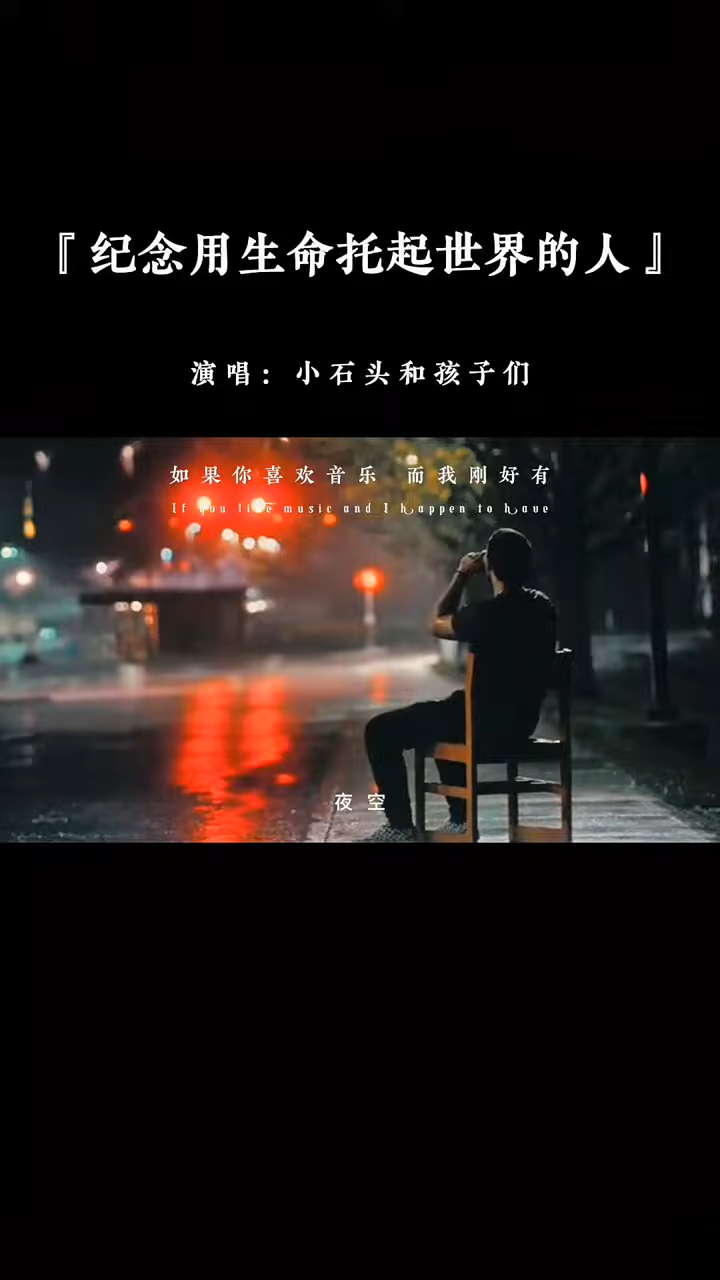 『纪念用生命托起世界的人』
演唱：小石头和孩子们
如果你喜欢音乐 而我刚好有
If you like music and I happen to have
夜空